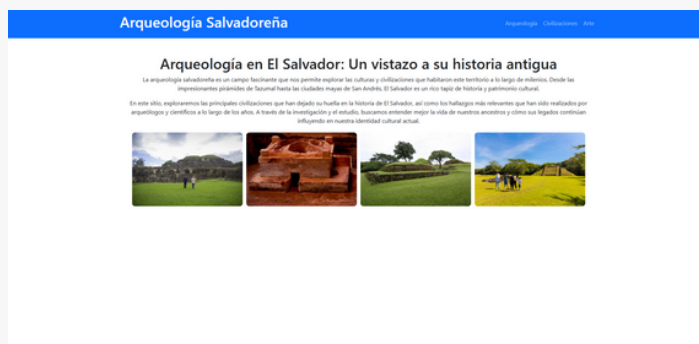 Arqueología Salvadoreña
Arqueología Civilizaciones Arte
Arqueología en El Salvador: Un vistazo a su historia antigua
La arqueología salvadoreña es un campo fascinante que nos permite explorar las culturas y civilizaciones que habitaron este territorio a lo largo de milenios. Desde las
impresionantes pirámides de Tazumal hasta las ciudades mayas de San Andrés, El Salvador es un rico tapiz de historia y patrimonio cultural.
En este sitio, exploraremos las principales civilizaciones que han dejado su huella en la historia de El Salvador, así como los hallazgos más relevantes que han sido realizados por
arqueólogos y científicos a lo largo de los años. A través de la investigación y el estudio, buscamos entender mejor la vida de nuestros ancestros y cómo sus legados continúan
influyendo en nuestra identidad cultural actual.